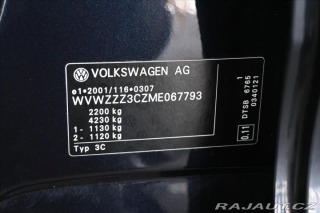 VOLKSWAGEN AG
e1*2001/116*0307
WVWZZZ3CZME067793
2200 kg
4230 kg
1- 1130 kg
2- 1120 kg
Typ 3C
0.11 DTSB 6765 1
0340121
RAJAUT.CZ